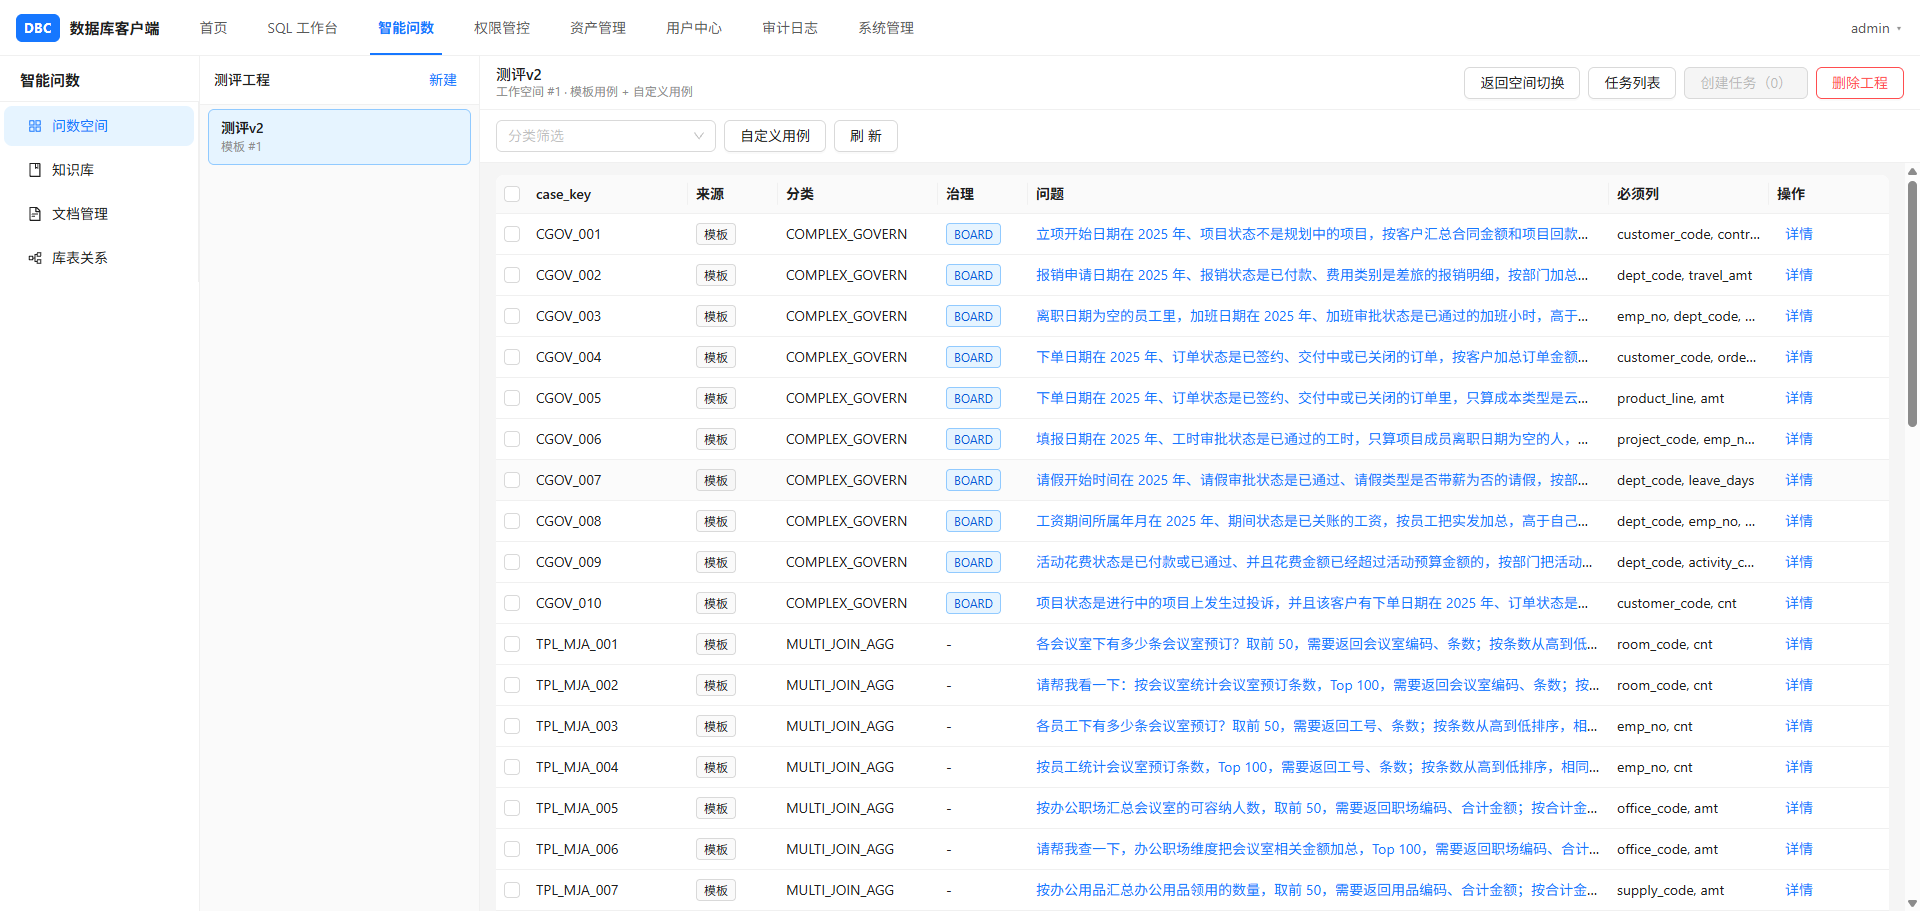 DBC 数据库客户端 首页 SQL 工作台 智能问数 权限管控 资产管理 用户中心 审计日志 系统管理 admin
智能问数
问数空间
知识库
文档管理
库表关系
测评工程 新建
测评v2
模板 #1
测评v2
工作空间 #1 · 模板用例 + 自定义用例
返回空间切换 任务列表 创建任务（0） 删除工程
分类筛选 自定义用例 刷 新
case_key 来源 分类 治理 问题 必须列 操作
CGOV_001 模板 COMPLEX_GOVERN BOARD 立项开始日期在 2025 年、项目状态不是规划中的项目，按客户汇总合同金额和项目回款... customer_code, contr... 详情
CGOV_002 模板 COMPLEX_GOVERN BOARD 报销申请日期在 2025 年、报销状态是已付款、费用类别是差旅的报销明细，按部门加总... dept_code, travel_amt 详情
CGOV_003 模板 COMPLEX_GOVERN BOARD 离职日期为空的员工里，加班日期在 2025 年、加班审批状态是已通过的加班小时，高于... emp_no, dept_code, ... 详情
CGOV_004 模板 COMPLEX_GOVERN BOARD 下单日期在 2025 年、订单状态是已签约、交付中或已关闭的订单，按客户加总订单金额... customer_code, orde... 详情
CGOV_005 模板 COMPLEX_GOVERN BOARD 下单日期在 2025 年、订单状态是已签约、交付中或已关闭的订单里，只算成本类型是云... product_line, amt 详情
CGOV_006 模板 COMPLEX_GOVERN BOARD 填报日期在 2025 年、工时审批状态是已通过的工时，只算项目成员离职日期为空的人，... project_code, emp_n... 详情
CGOV_007 模板 COMPLEX_GOVERN BOARD 请假开始时间在 2025 年、请假审批状态是已通过、请假类型是否带薪为否的请假，按部... dept_code, leave_days 详情
CGOV_008 模板 COMPLEX_GOVERN BOARD 工资期间所属年月在 2025 年、期间状态是已关账的工资，按员工把实发加总，高于自己... dept_code, emp_no, ... 详情
CGOV_009 模板 COMPLEX_GOVERN BOARD 活动花费状态是已付款或已通过、并且花费金额已经超过活动预算金额的，按部门把活动... dept_code, activity_c... 详情
CGOV_010 模板 COMPLEX_GOVERN BOARD 项目状态是进行中的项目上发生过投诉，并且该客户有下单日期在 2025 年、订单状态是... customer_code, cnt 详情
TPL_MJA_001 模板 MULTI_JOIN_AGG - 各会议室下有多少条会议室预订？取前 50，需要返回会议室编码、条数；按条数从高到低... room_code, cnt 详情
TPL_MJA_002 模板 MULTI_JOIN_AGG - 请帮我看一下：按会议室统计会议室预订条数，Top 100，需要返回会议室编码、条数；按... room_code, cnt 详情
TPL_MJA_003 模板 MULTI_JOIN_AGG - 各员工下有多少条会议室预订？取前 50，需要返回工号、条数；按条数从高到低排序，相... emp_no, cnt 详情
TPL_MJA_004 模板 MULTI_JOIN_AGG - 按员工统计会议室预订条数，Top 100，需要返回工号、条数；按条数从高到低排序，相同... emp_no, cnt 详情
TPL_MJA_005 模板 MULTI_JOIN_AGG - 按办公职场汇总会议室的可容纳人数，取前 50，需要返回职场编码、合计金额；按合计金... office_code, amt 详情
TPL_MJA_006 模板 MULTI_JOIN_AGG - 请帮我查一下，办公职场维度把会议室相关金额加总，Top 100，需要返回职场编码、合计... office_code, amt 详情
TPL_MJA_007 模板 MULTI_JOIN_AGG - 按办公用品汇总办公用品领用的数量，取前 50，需要返回用品编码、合计金额；按合计金... supply_code, amt 详情